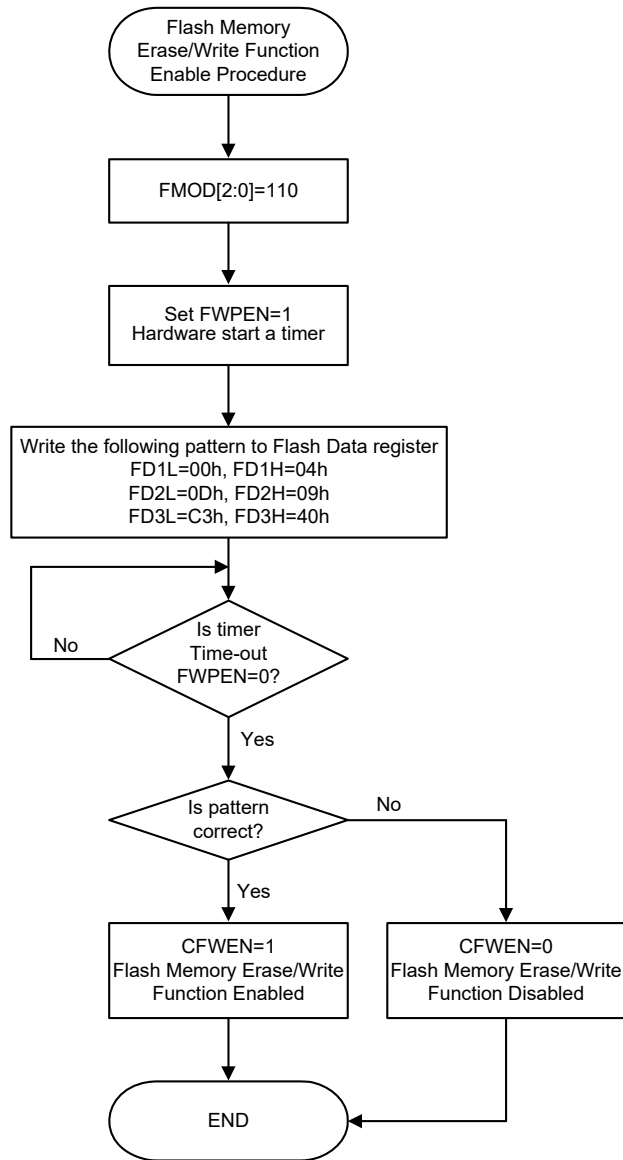 Flash Memory
Erase/Write Function
Enable Procedure
FMOD[2:0]=110
Set FWPEN=1
Hardware start a timer
Write the following pattern to Flash Data register
FD1L=00h, FD1H=04h
FD2L=0Dh, FD2H=09h
FD3L=C3h, FD3H=40h
Is timer
Time-out
FWPEN=0?
No
Yes
Is pattern
correct?
No
Yes
CFWEN=1
Flash Memory Erase/Write
Function Enabled
CFWEN=0
Flash Memory Erase/Write
Function Disabled
END